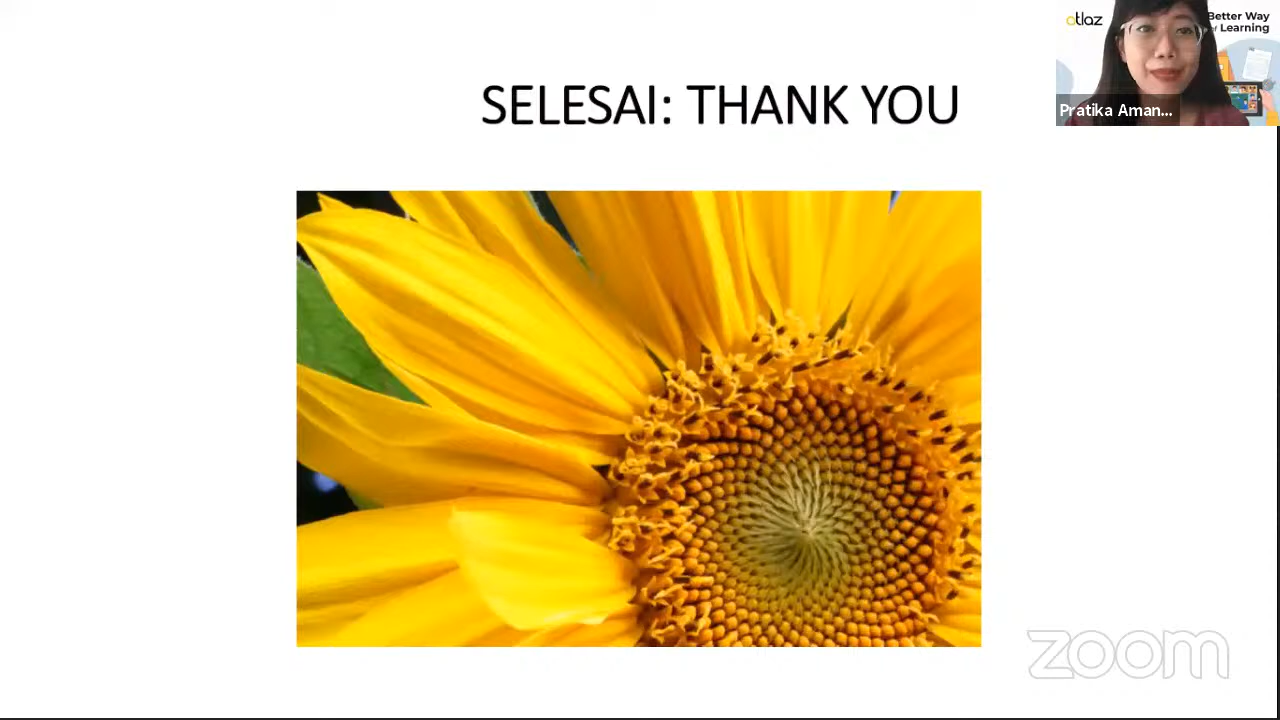 SELESAI: THANK YOU
atlaz
Better Way
Learning
Pratika Aman...
zoom